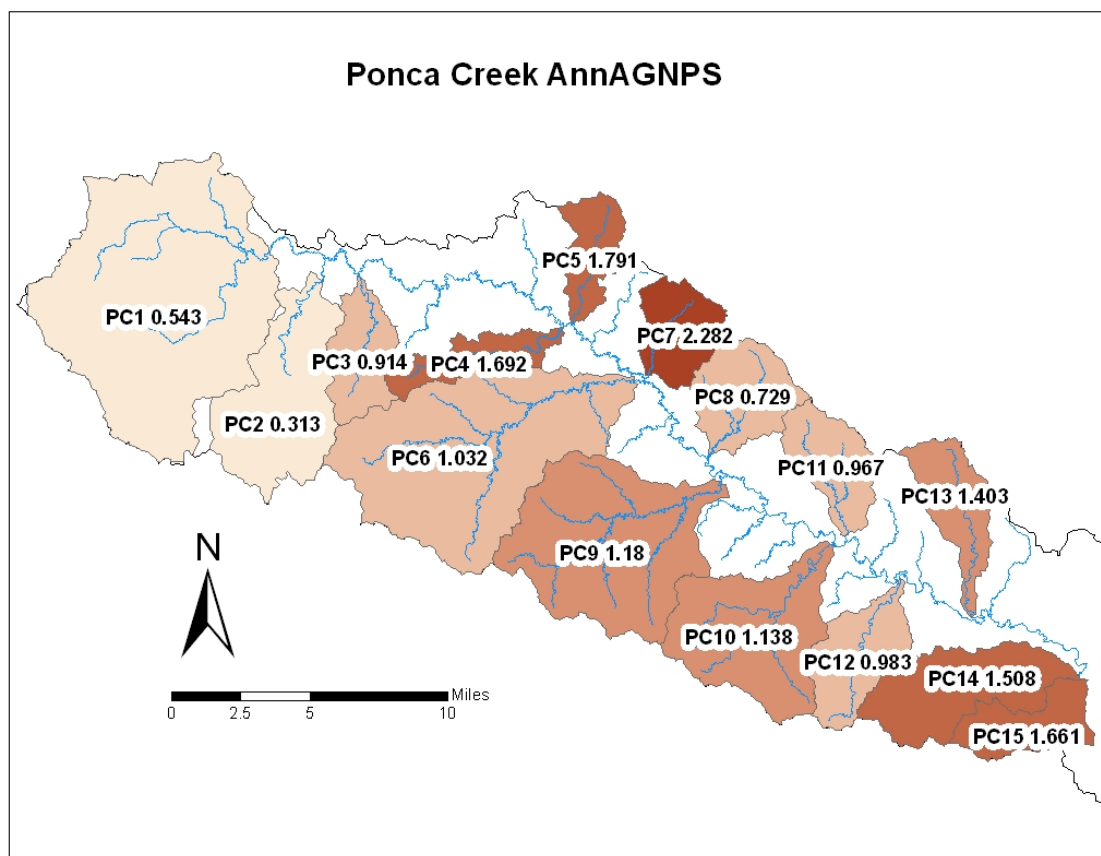 Ponca Creek AnnAGNPS
PC5 1.791
PC1 0.543
PC7 2.282
PC3 0.914
PC4 1.692
PC8 0.729
PC2 0.313
PC6 1.032
PC11 0.967
PC13 1.403
N
PC9 1.18
PC10 1.138
PC12 0.983
PC14 1.508
Miles
0 2.5 5 10
PC15 1.661